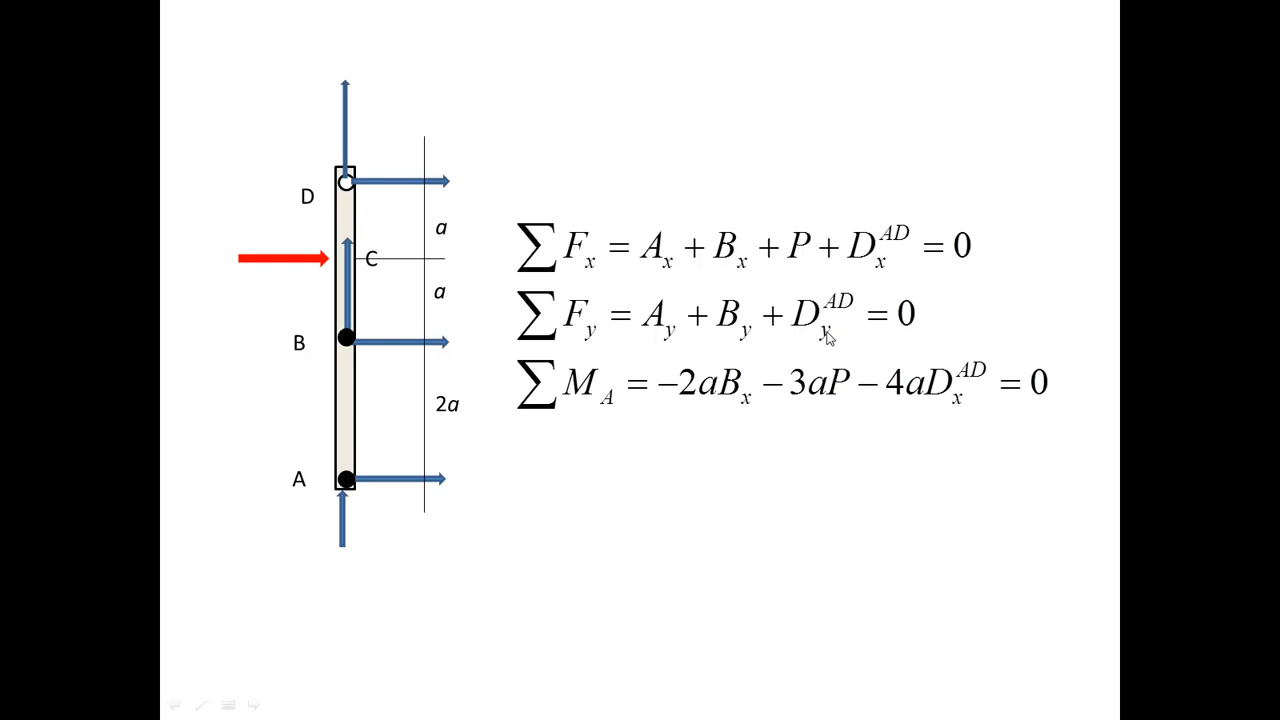 D
a
C
a
B
2a
A
∑ F_x = A_x + B_x + P + D_x^{AD} = 0
∑ F_y = A_y + B_y + D_y^{AD} = 0
∑ M_A = −2aB_x − 3aP − 4aD_x^{AD} = 0